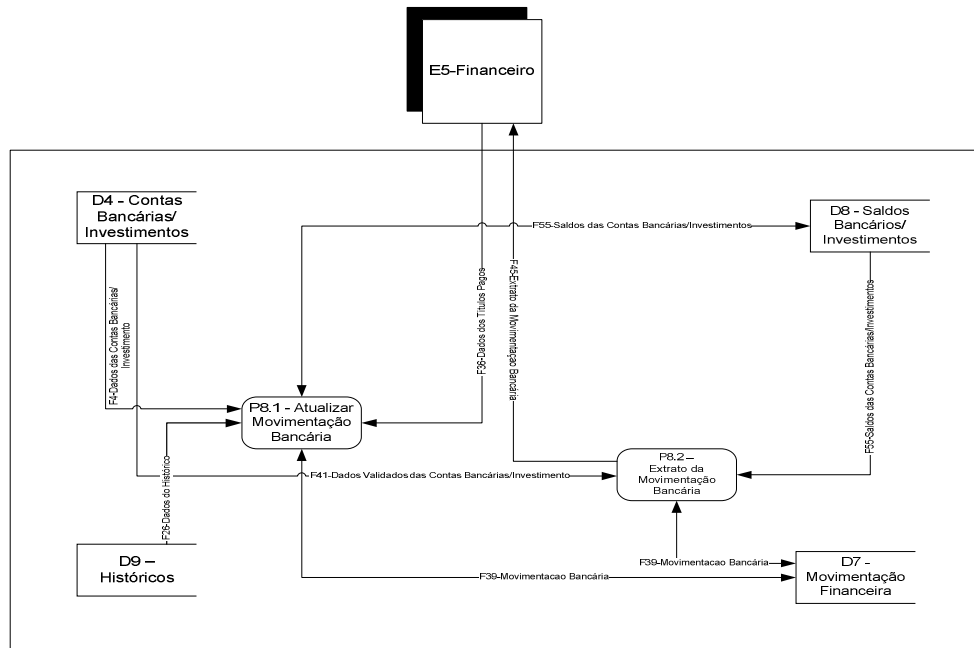 E5-Financeiro
D4 - Contas
Bancárias/
Investimentos
D8 - Saldos
Bancários/
Investimentos
F55-Saldos das Contas Bancárias/Investimentos
F4-Dados das Contas Bancárias/
Investimento
F36-Dados dos Títulos Pagos
F45-Extrato da Movimentaçao Bancária
F55-Saldos das Contas Bancárias/Investimentos
P8.1 - Atualizar
Movimentação
Bancária
P8.2 –
Extrato da
Movimentação
Bancária
F41-Dados Validados das Contas Bancárias/Investimento
F26-Dados do Histórico
D9 –
Históricos
F39-Movimentacao Bancária
F39-Movimentacao Bancária
D7 -
Movimentação
Financeira